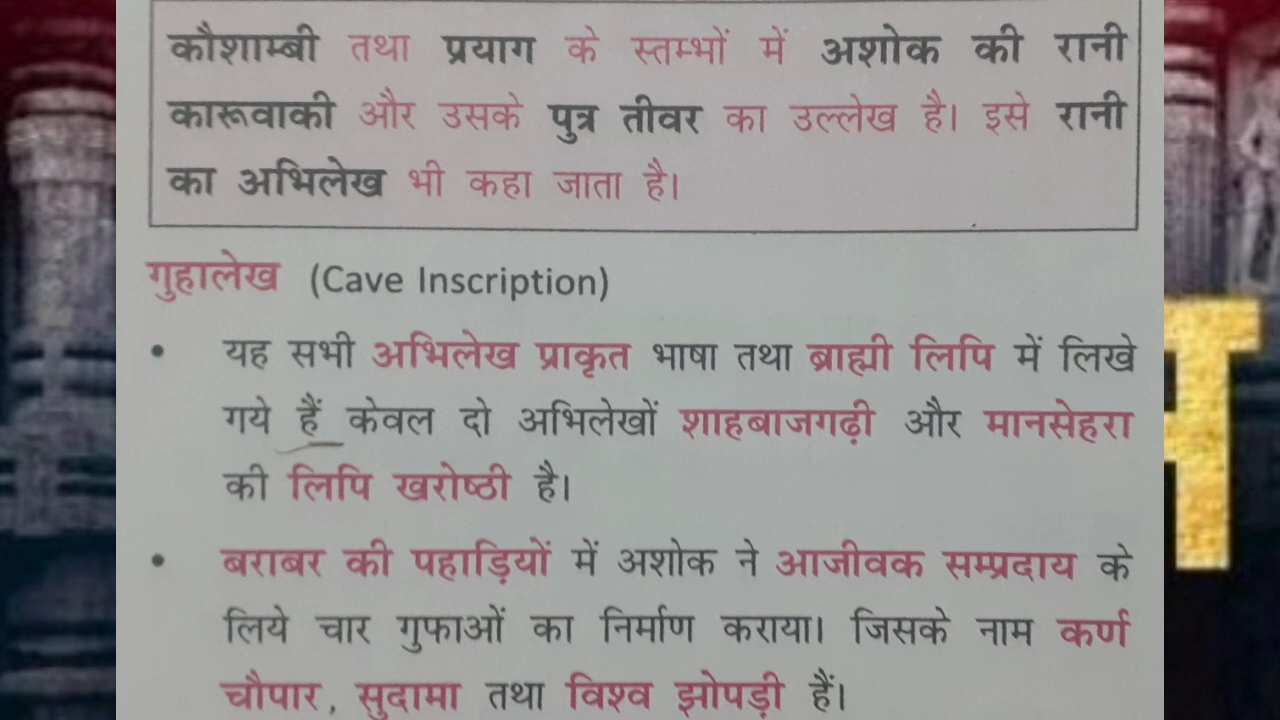 कौशाम्बी तथा प्रयाग के स्तम्भों में अशोक की रानी
कारूवाकी और उसके पुत्र तीवर का उल्लेख है। इसे रानी
का अभिलेख भी कहा जाता है।
गुहालेख (Cave Inscription)
• यह सभी अभिलेख प्राकृत भाषा तथा ब्राह्मी लिपि में लिखे
गये हैं केवल दो अभिलेखों शाहबाजगढ़ी और मानसेहरा
की लिपि खरोष्ठी है।
• बराबर की पहाड़ियों में अशोक ने आजीवक सम्प्रदाय के
लिये चार गुफाओं का निर्माण कराया। जिसके नाम कर्ण
चौपार, सुदामा तथा विश्व झोपड़ी हैं।